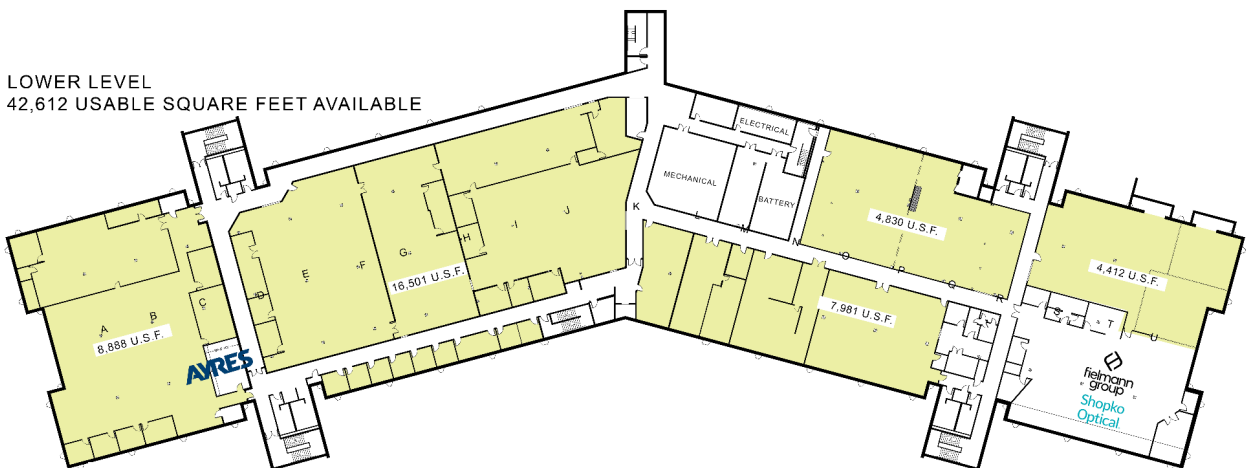 LOWER LEVEL
42,612 USABLE SQUARE FEET AVAILABLE
ELECTRICAL
MECHANICAL
BATTERY
4,830 U.S.F.
4,412 U.S.F.
16,501 U.S.F.
7,981 U.S.F.
8,888 U.S.F.
A
B
C
D
E
F
G
H
I
J
K
L
M
N
O
P
Q
R
S
T
U
AYRES
fielmann
group
Shopko
Optical